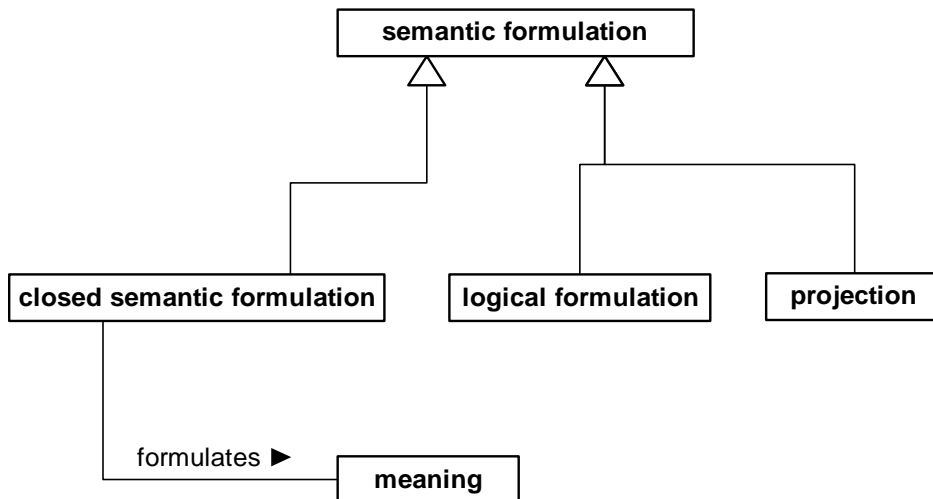 semantic formulation
closed semantic formulation
logical formulation
projection
formulates ►
meaning